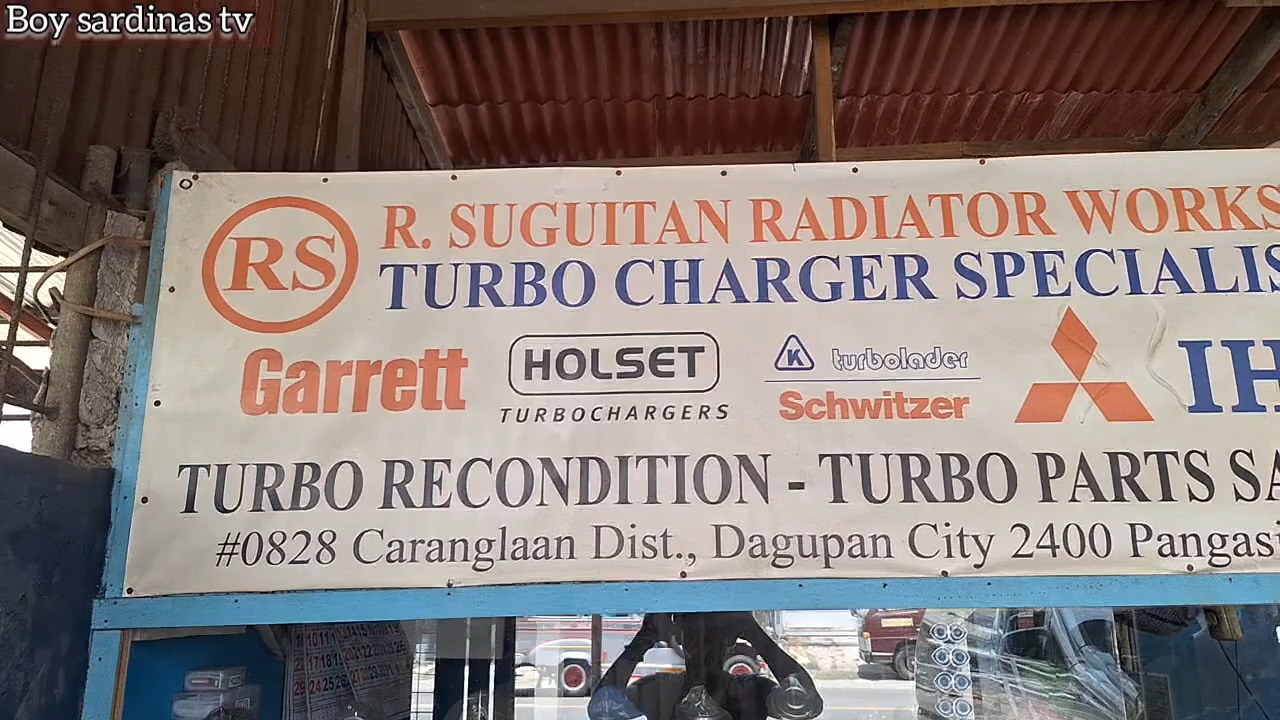 Boy sardinas tv
R. SUGUITAN RADIATOR WORKS
RS
TURBO CHARGER SPECIALIS
Garrett
HOLSET
TURBOCHARGERS
K turbolader
Schwitzer
IH
TURBO RECONDITION - TURBO PARTS SA
#0828 Caranglaan Dist., Dagupan City 2400 Pangasi